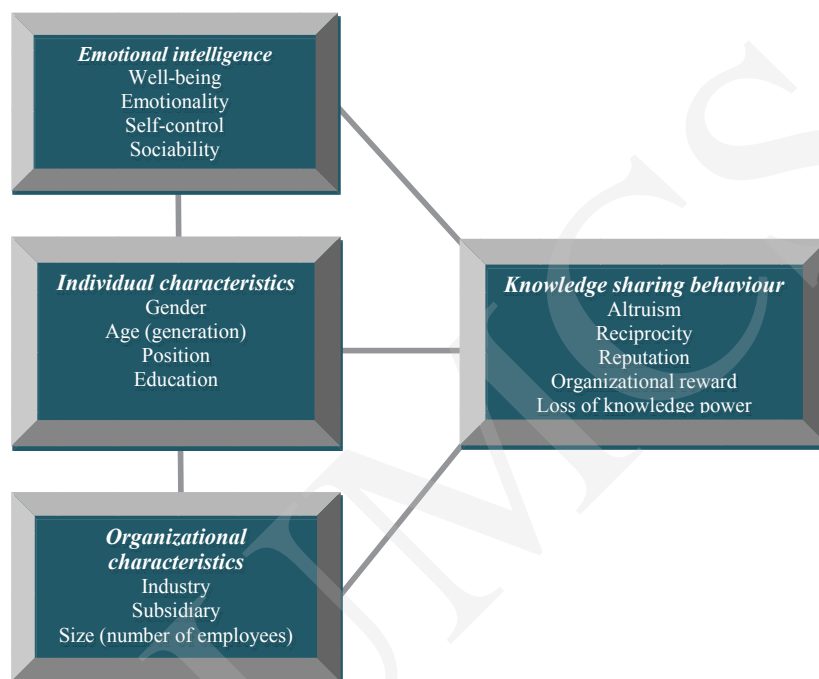 Emotional intelligence
Well-being
Emotionality
Self-control
Sociability
Individual characteristics
Gender
Age (generation)
Position
Education
Knowledge sharing behaviour
Altruism
Reciprocity
Reputation
Organizational reward
Loss of knowledge power
Organizational
characteristics
Industry
Subsidiary
Size (number of employees)
UMCS